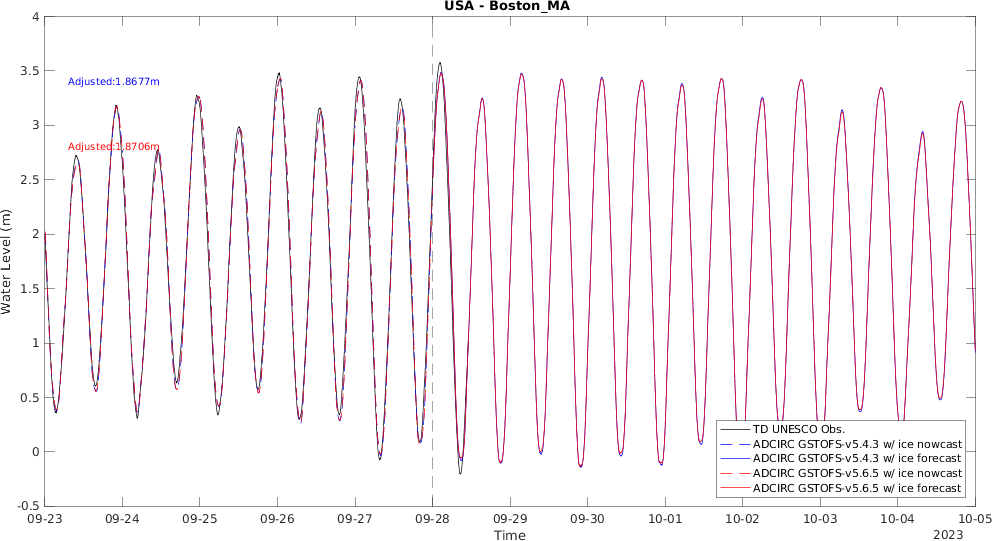 USA - Boston_MA
4
3.5
3
2.5
2
1.5
1
0.5
0
-0.5
Water Level (m)
Adjusted:1.8677m
Adjusted:1.8706m
TD UNESCO Obs.
ADCIRC GSTOFS-v5.4.3 w/ ice nowcast
ADCIRC GSTOFS-v5.4.3 w/ ice forecast
ADCIRC GSTOFS-v5.6.5 w/ ice nowcast
ADCIRC GSTOFS-v5.6.5 w/ ice forecast
09-23 09-24 09-25 09-26 09-27 09-28 09-29 09-30 10-01 10-02 10-03 10-04 10-05
Time
2023